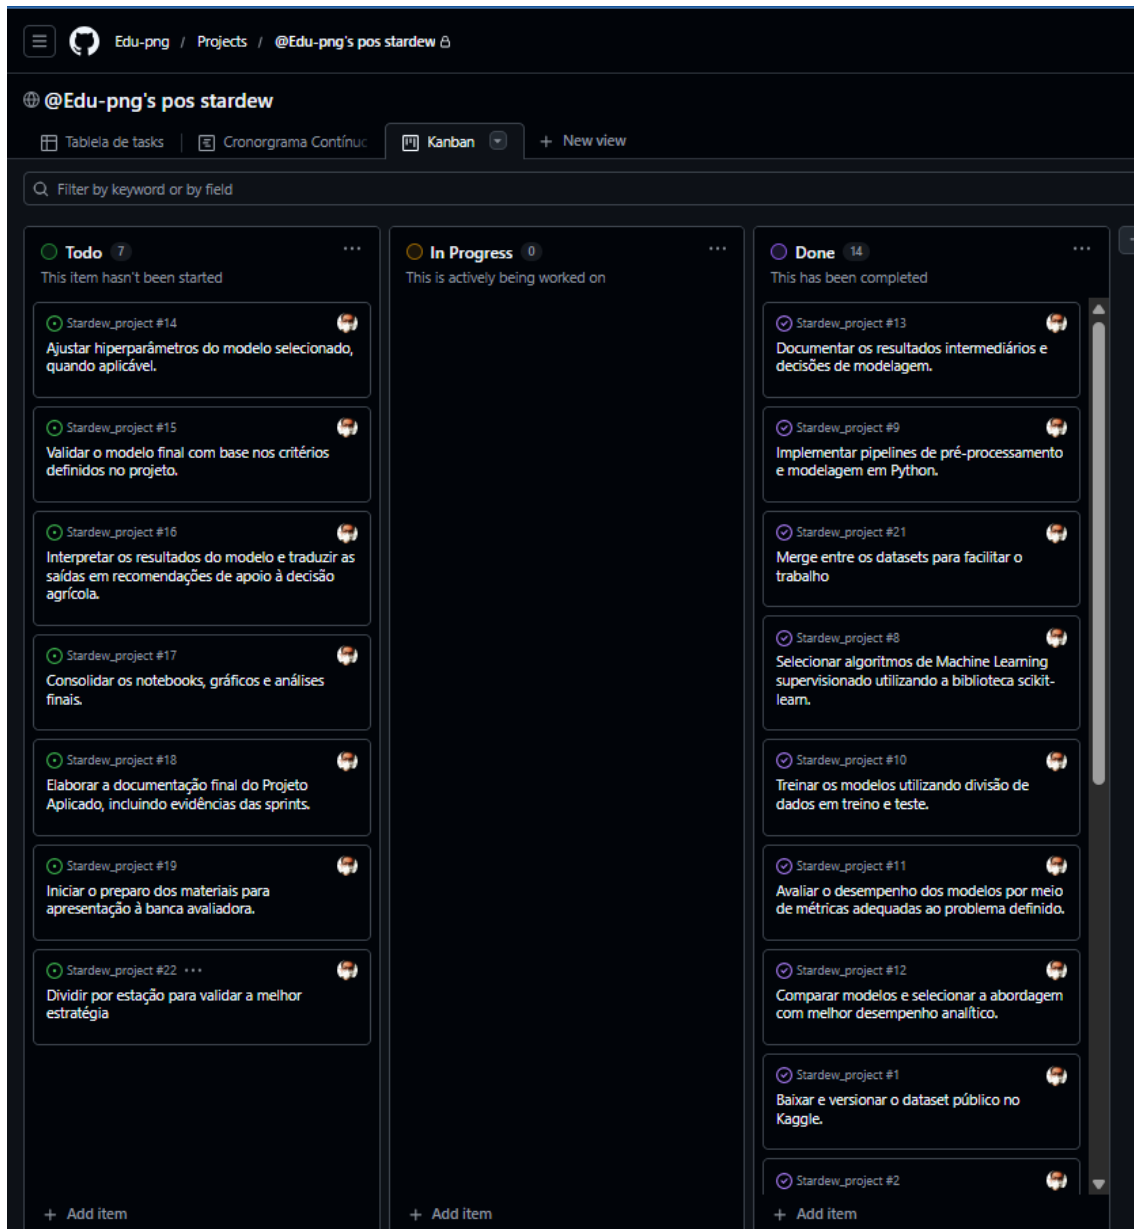 Edu-png / Projects / @Edu-png's pos stardew
@Edu-png's pos stardew
Tablela de tasks
Cronorgrama Contínuc
Kanban
New view
Filter by keyword or by field
Todo 7
This item hasn't been started
Stardew_project #14
Ajustar hiperparâmetros do modelo selecionado,
quando aplicável.
Stardew_project #15
Validar o modelo final com base nos critérios
definidos no projeto.
Stardew_project #16
Interpretar os resultados do modelo e traduzir as
saídas em recomendações de apoio à decisão
agrícola.
Stardew_project #17
Consolidar os notebooks, gráficos e análises
finais.
Stardew_project #18
Elaborar a documentação final do Projeto
Aplicado, incluindo evidências das sprints.
Stardew_project #19
Iniciar o preparo dos materiais para
apresentação à banca avaliadora.
Stardew_project #22
Dividir por estação para validar a melhor
estratégia
+ Add item
In Progress 0
This is actively being worked on
+ Add item
Done 14
This has been completed
Stardew_project #13
Documentar os resultados intermediários e
decisões de modelagem.
Stardew_project #9
Implementar pipelines de pré-processamento
e modelagem em Python.
Stardew_project #21
Merge entre os datasets para facilitar o
trabalho
Stardew_project #8
Selecionar algoritmos de Machine Learning
supervisionado utilizando a biblioteca scikit-
learn.
Stardew_project #10
Treinar os modelos utilizando divisão de
dados em treino e teste.
Stardew_project #11
Avaliar o desempenho dos modelos por meio
de métricas adequadas ao problema definido.
Stardew_project #12
Comparar modelos e selecionar a abordagem
com melhor desempenho analítico.
Stardew_project #1
Baixar e versionar o dataset público no
Kaggle.
Stardew_project #2
+ Add item